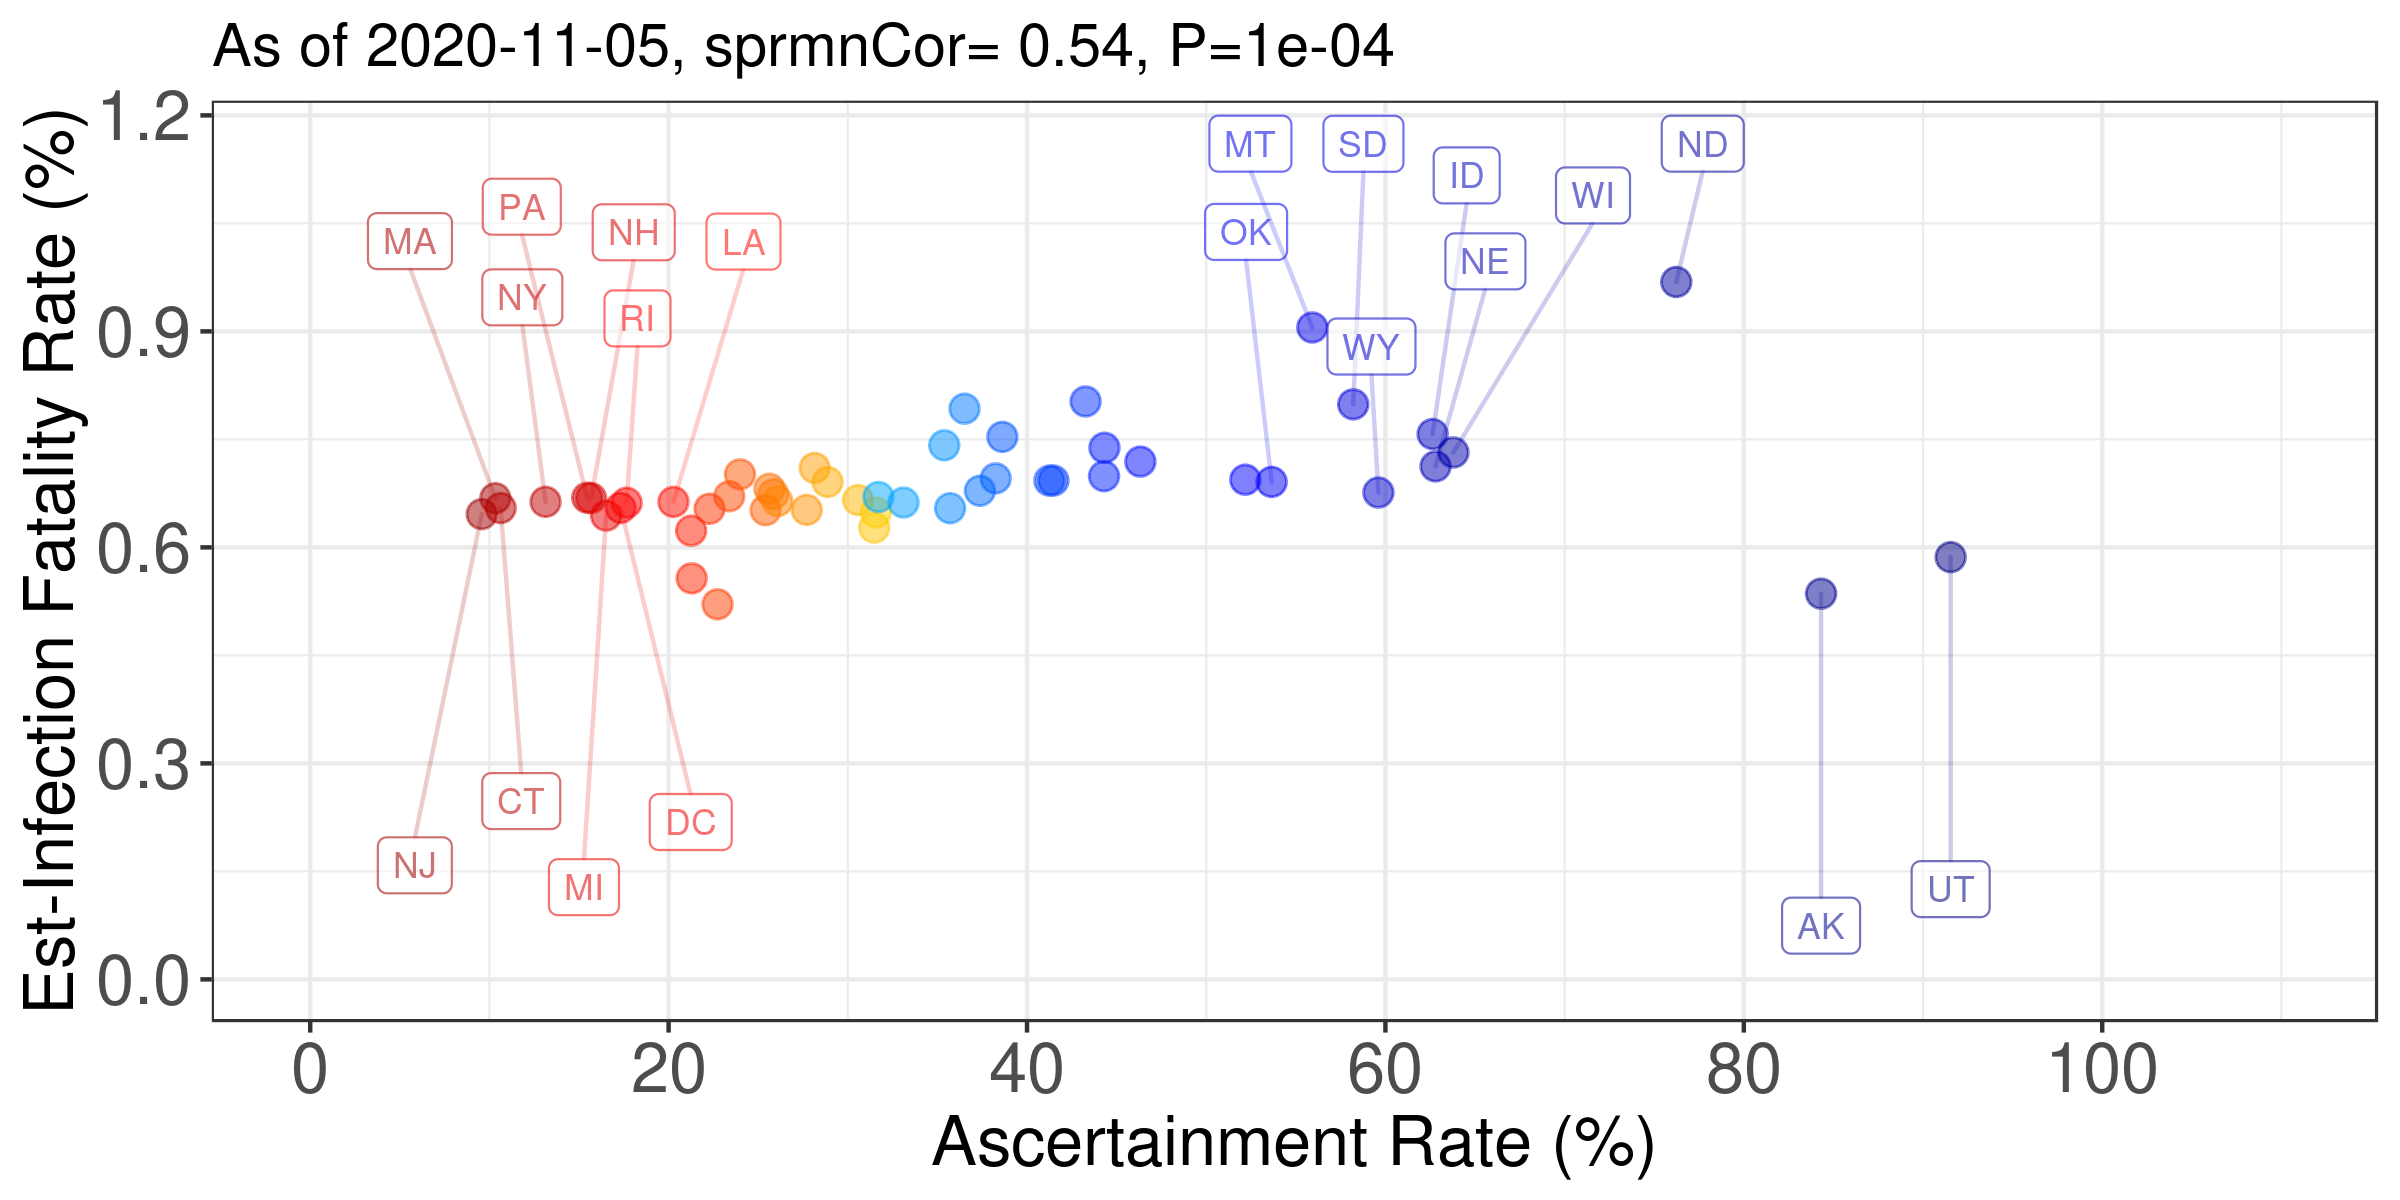 As of 2020-11-05, sprmnCor= 0.54, P=1e-04
Est-Infection Fatality Rate (%)
1.2
0.9
0.6
0.3
0.0
MA
PA
NY
NH
RI
LA
MT
OK
SD
WY
ID
NE
WI
ND
NJ
CT
MI
DC
AK
UT
0 20 40 60 80 100
Ascertainment Rate (%)